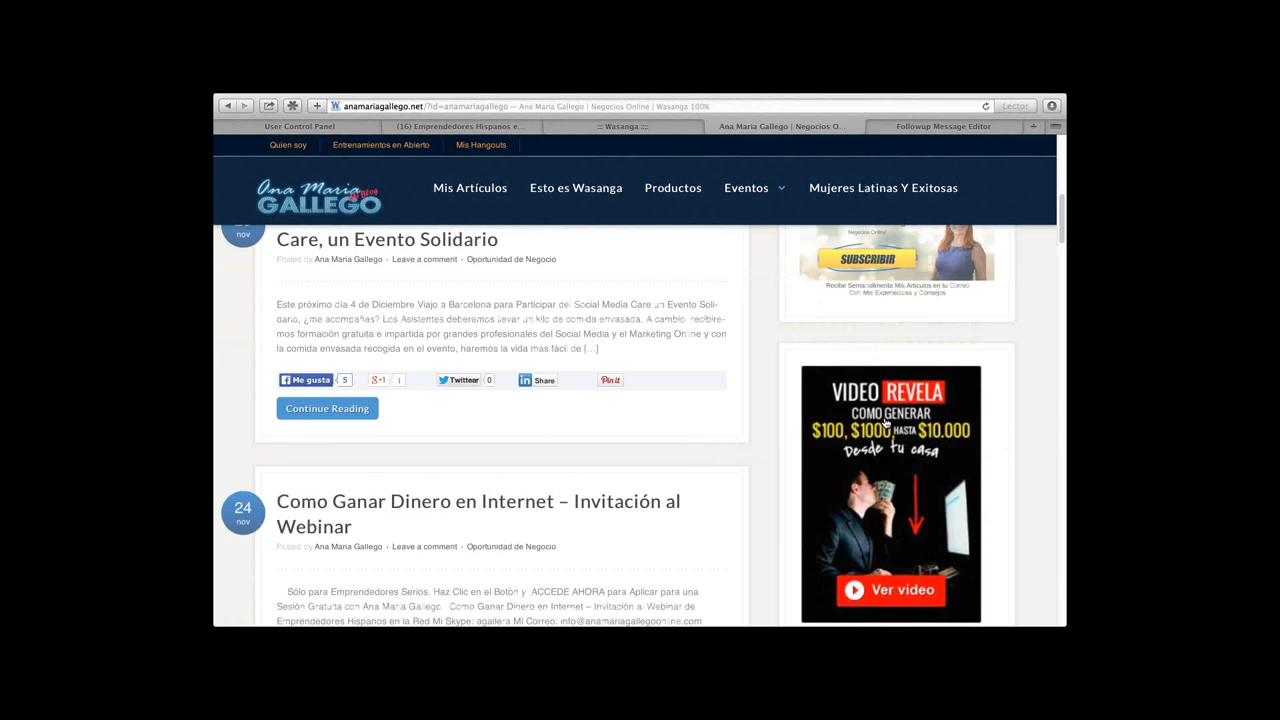 anamariagallego.net/?id=anamariagallego — Ana Maria Gallego | Negocios Online | Wasanga 100%
Lector
User Control Panel
(16) Emprendedores Hispanos e...
::: Wasanga :::
Ana Maria Gallego | Negocios O...
Followup Message Editor
Quien soy
Entrenamientos en Abierto
Mis Hangouts
Ana Maria
GALLEGO
Mis Artículos
Esto es Wasanga
Productos
Eventos
Mujeres Latinas Y Exitosas
nov
Care, un Evento Solidario
Posted by Ana Maria Gallego • Leave a comment • Oportunidad de Negocio
Este próximo día 4 de Diciembre Viajo a Barcelona para Participar del Social Media Care un Evento Soli-
dario, ¿me acompañas? Los Asistentes deberemos llevar un kilo de comida envasada. A cambio recibire-
mos formación gratuita e impartida por grandes profesionales del Social Media y el Marketing Online y con
la comida envasada recogida en el evento, haremos la vida mas fácil de [...]
Me gusta 5
g+1 1
Twittear 0
in Share
Pin it
Continue Reading
24
nov
Como Ganar Dinero en Internet – Invitación al
Webinar
Posted by Ana Maria Gallego • Leave a comment • Oportunidad de Negocio
Sólo para Emprendedores Serios. Haz Clic en el Botón y ACCEDE AHORA para Aplicar para una
Sesión Gratuita con Ana Maria Gallego Como Ganar Dinero en Internet – Invitación al Webinar de
Emprendedores Hispanos en la Red Mi Skype: agallera Mi Correo: info@anamariagallegoonline.com
Negocios Online
SUBSCRIBIR
Recibe Semanalmente Mis Artículos en tu Correo
Con Mis Experiencias y Consejos
VIDEO REVELA
COMO GENERAR
$100, $1000, HASTA $10.000
Desde tu casa
Ver video